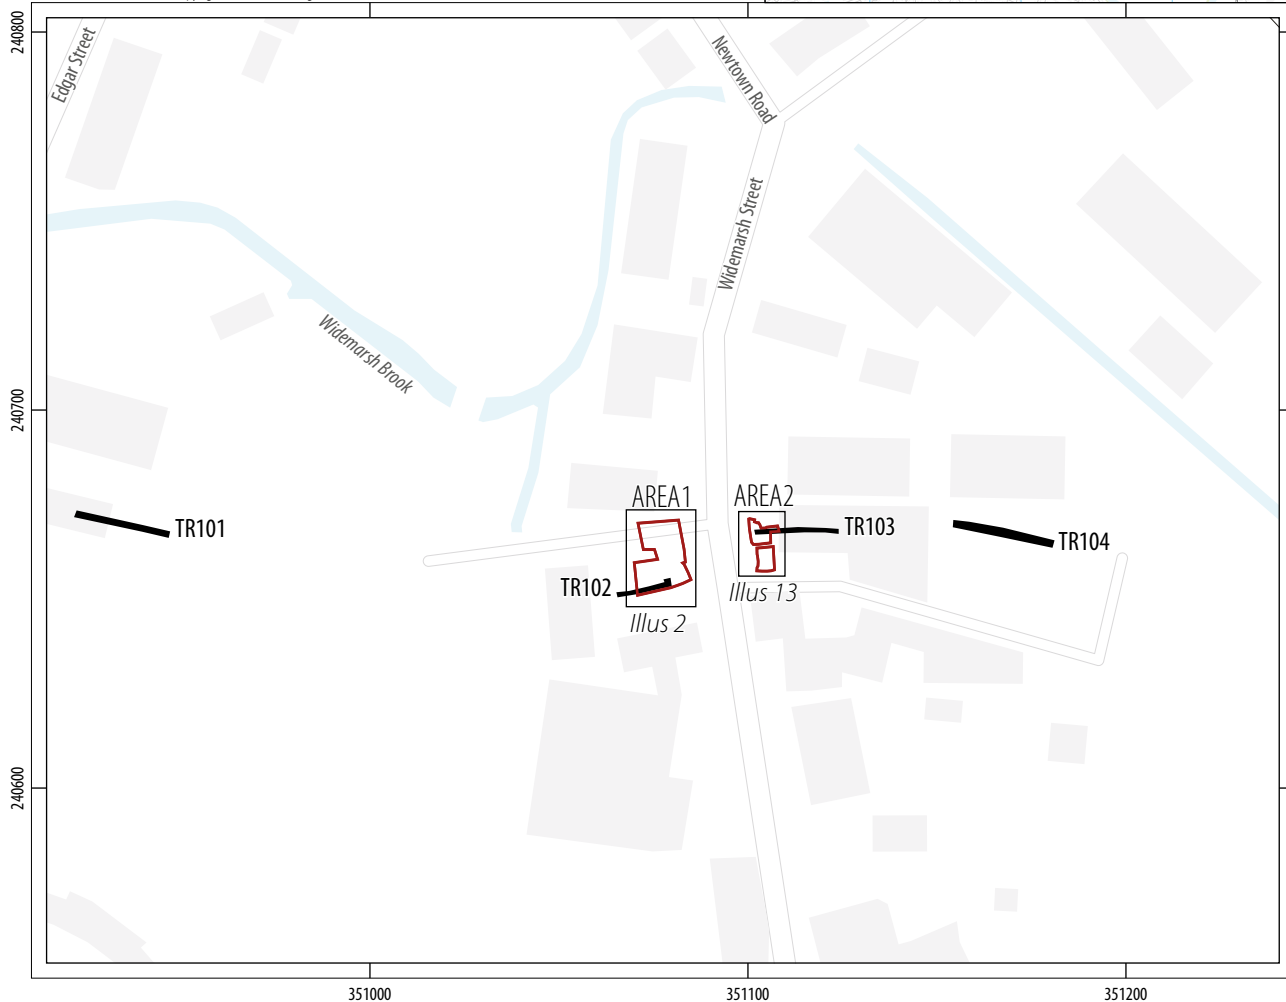 240800
Edgar Street
Newtown Road
Widemarsh Street
Widemarsh Brook
240700
AREA1
AREA2
TR101
TR103
TR104
TR102
Illus 13
Illus 2
240600
351000
351100
351200